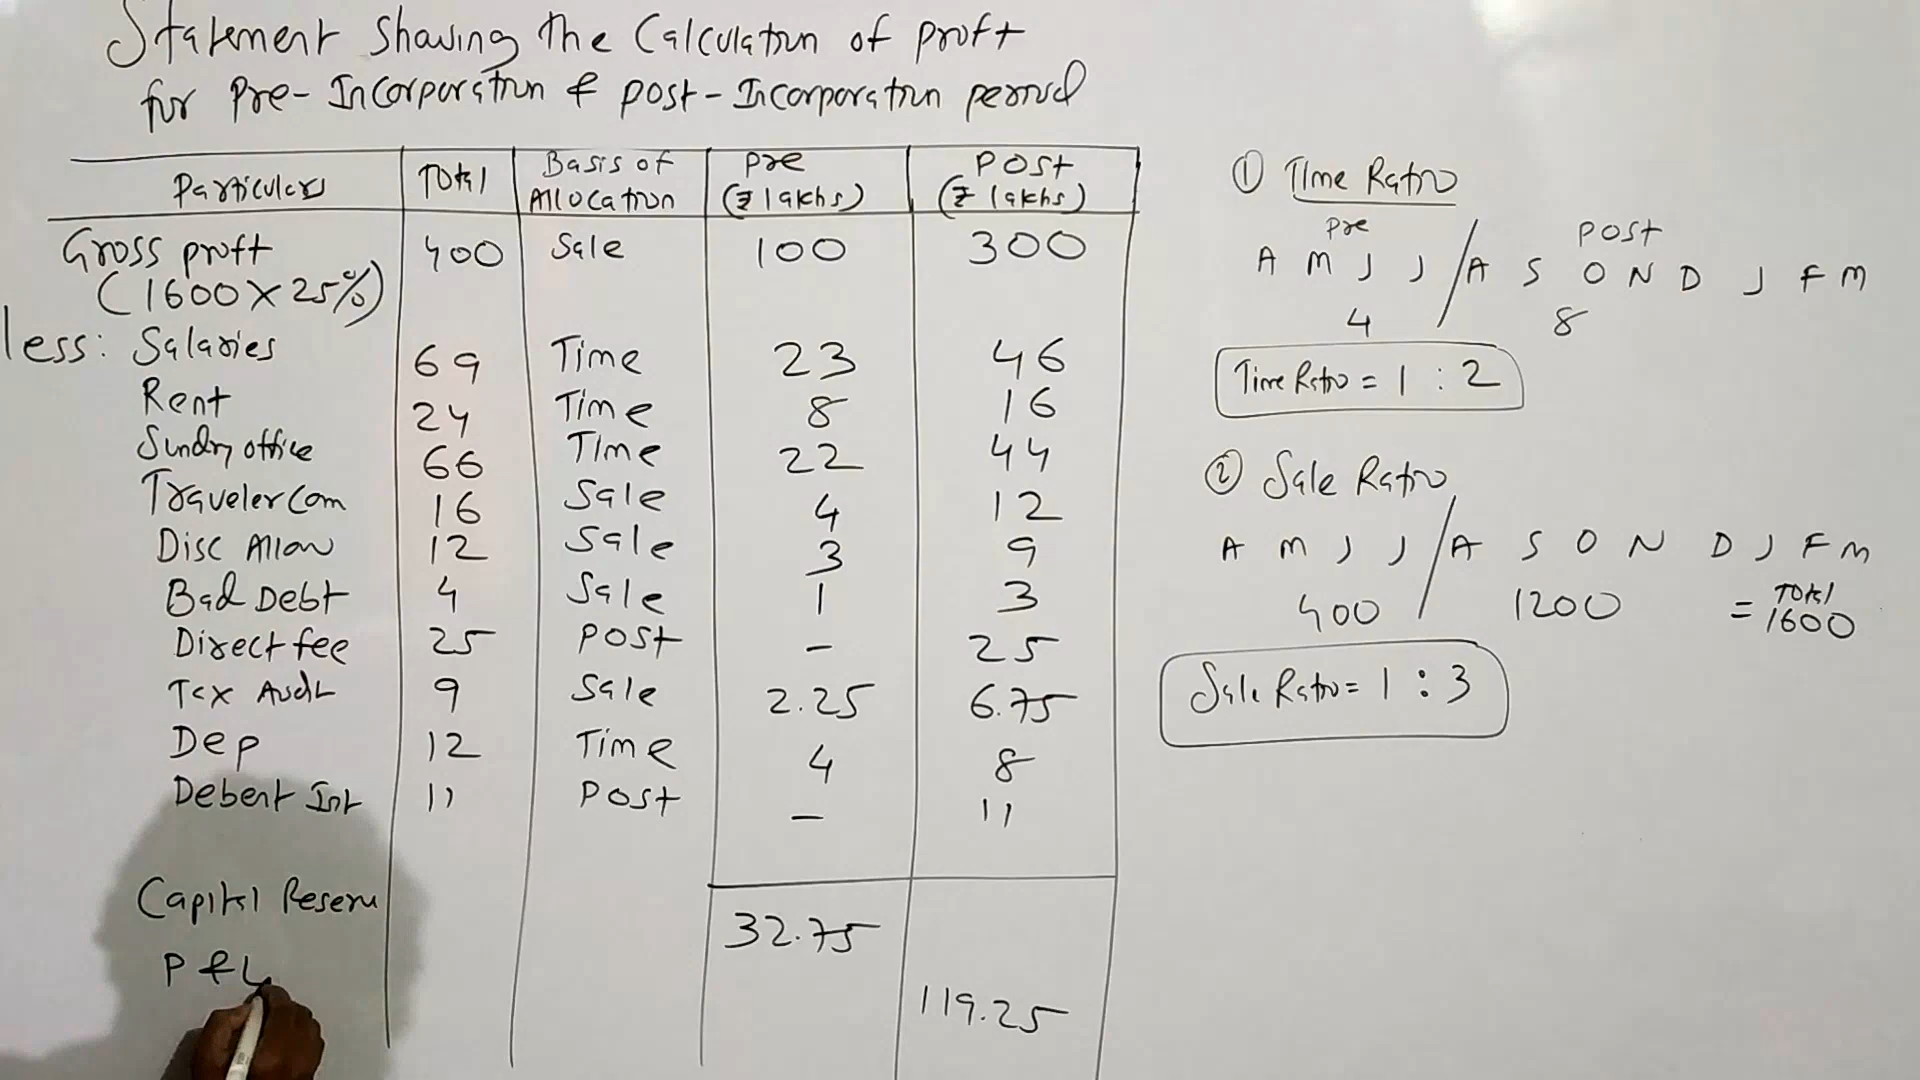 Statement Showing The Calculation of profit
for Pre-Incorporation & post-Incorporation period
Particulars Total Basis of Allocation Pre (₹ lakhs) POST (₹ lakhs)
Gross profit 400 Sale 100 300
(1600 X 25%)
less: Salaries 69 Time 23 46
Rent 24 Time 8 16
Sundry office 66 Time 22 44
Traveler Com 16 Sale 4 12
Disc Allow 12 Sale 3 9
Bad Debt 4 Sale 1 3
Direct fee 25 POST - 25
Tax Audit 9 Sale 2.25 6.75
Dep 12 Time 4 8
Debent Int 11 POST - 11
Capital Reserv 32.75
P & L 119.25
① Time Ratio
Pre POST
A M J J / A S O N D J F M
4 8
Time Ratio = 1 : 2
② Sale Ratio
A M J J / A S O N D J F M
400 / 1200 = Total 1600
Sale Ratio = 1 : 3